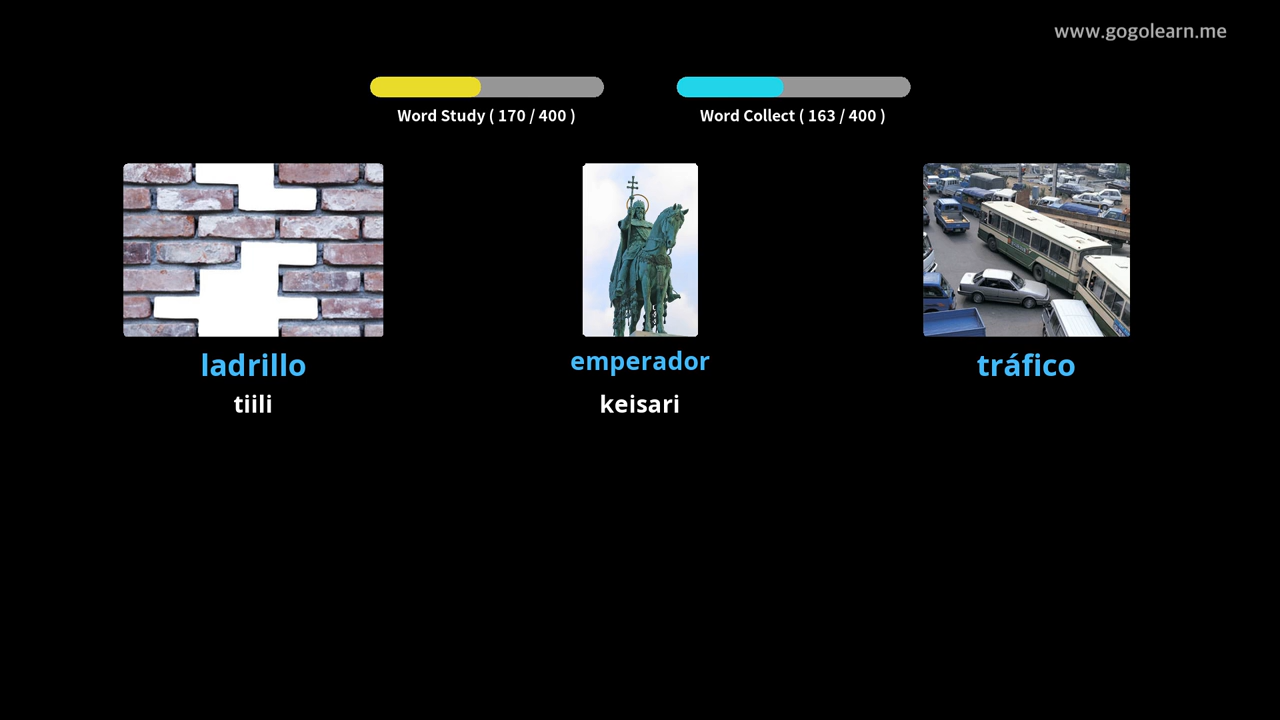 www.gogolearn.me
Word Study ( 170 / 400 )
Word Collect ( 163 / 400 )
ladrillo
emperador
tráfico
tiili
keisari